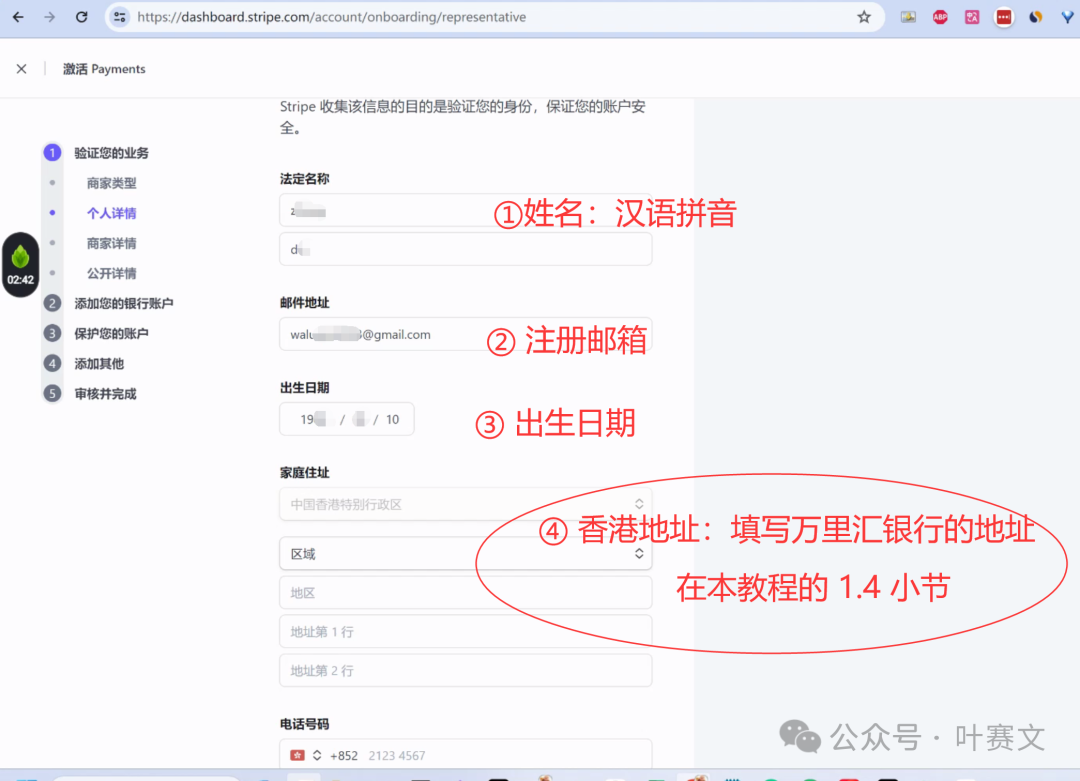 https://dashboard.stripe.com/account/onboarding/representative
ABP
激活 Payments
Stripe 收集该信息的目的是验证您的身份，保证您的账户安
全。
1 验证您的业务
商家类型
个人详情
商家详情
公开详情
2 添加您的银行账户
3 保护您的账户
4 添加其他
5 审核并完成
02:42
法定名称
z
①姓名：汉语拼音
d
邮件地址
walu @gmail.com
② 注册邮箱
出生日期
19 / / 10
③ 出生日期
家庭住址
中国香港特别行政区
④ 香港地址：填写万里汇银行的地址
区域
在本教程的 1.4 小节
地区
地址第 1 行
地址第 2 行
电话号码
+852 2123 4567
公众号 · 叶赛文